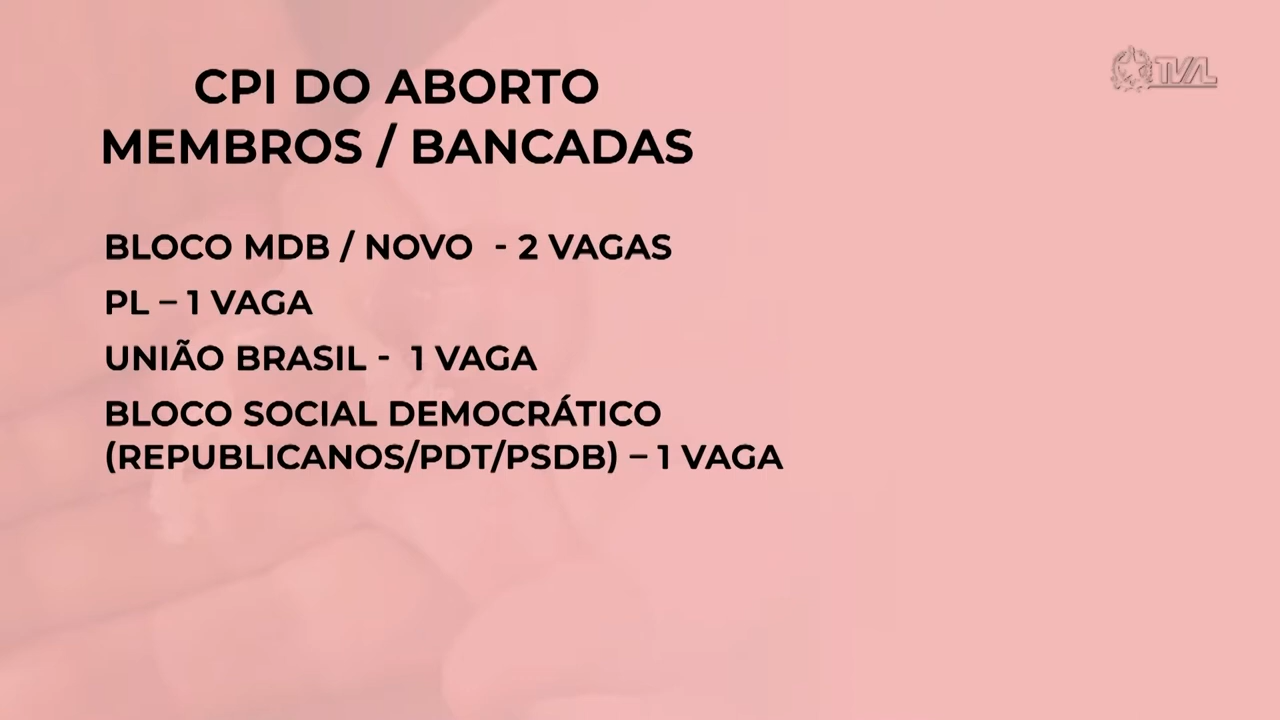 CPI DO ABORTO
MEMBROS / BANCADAS
TVAL
BLOCO MDB / NOVO - 2 VAGAS
PL – 1 VAGA
UNIÃO BRASIL - 1 VAGA
BLOCO SOCIAL DEMOCRÁTICO
(REPUBLICANOS/PDT/PSDB) – 1 VAGA